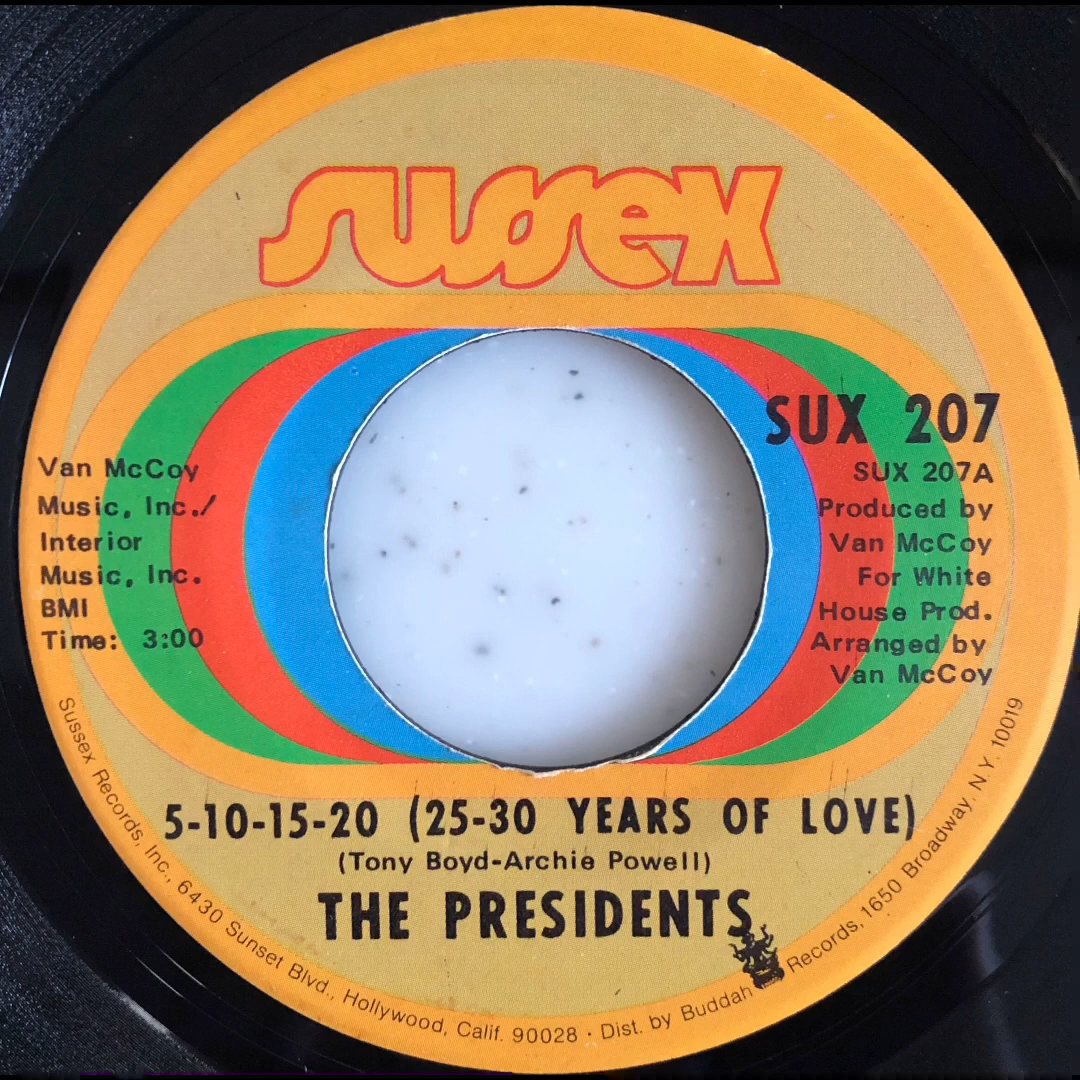 sussex
SUX 207
SUX 207A
Produced by
Van McCoy
For White
House Prod.
Arranged by
Van McCoy
Van McCoy
Music, Inc./
Interior
Music, Inc.
BMI
Time: 3:00
5-10-15-20 (25-30 YEARS OF LOVE)
(Tony Boyd-Archie Powell)
THE PRESIDENTS
Sussex Records, Inc., 6430 Sunset Blvd., Hollywood, Calif. 90028 · Dist. by Buddah Records, 1650 Broadway, N.Y. 10019